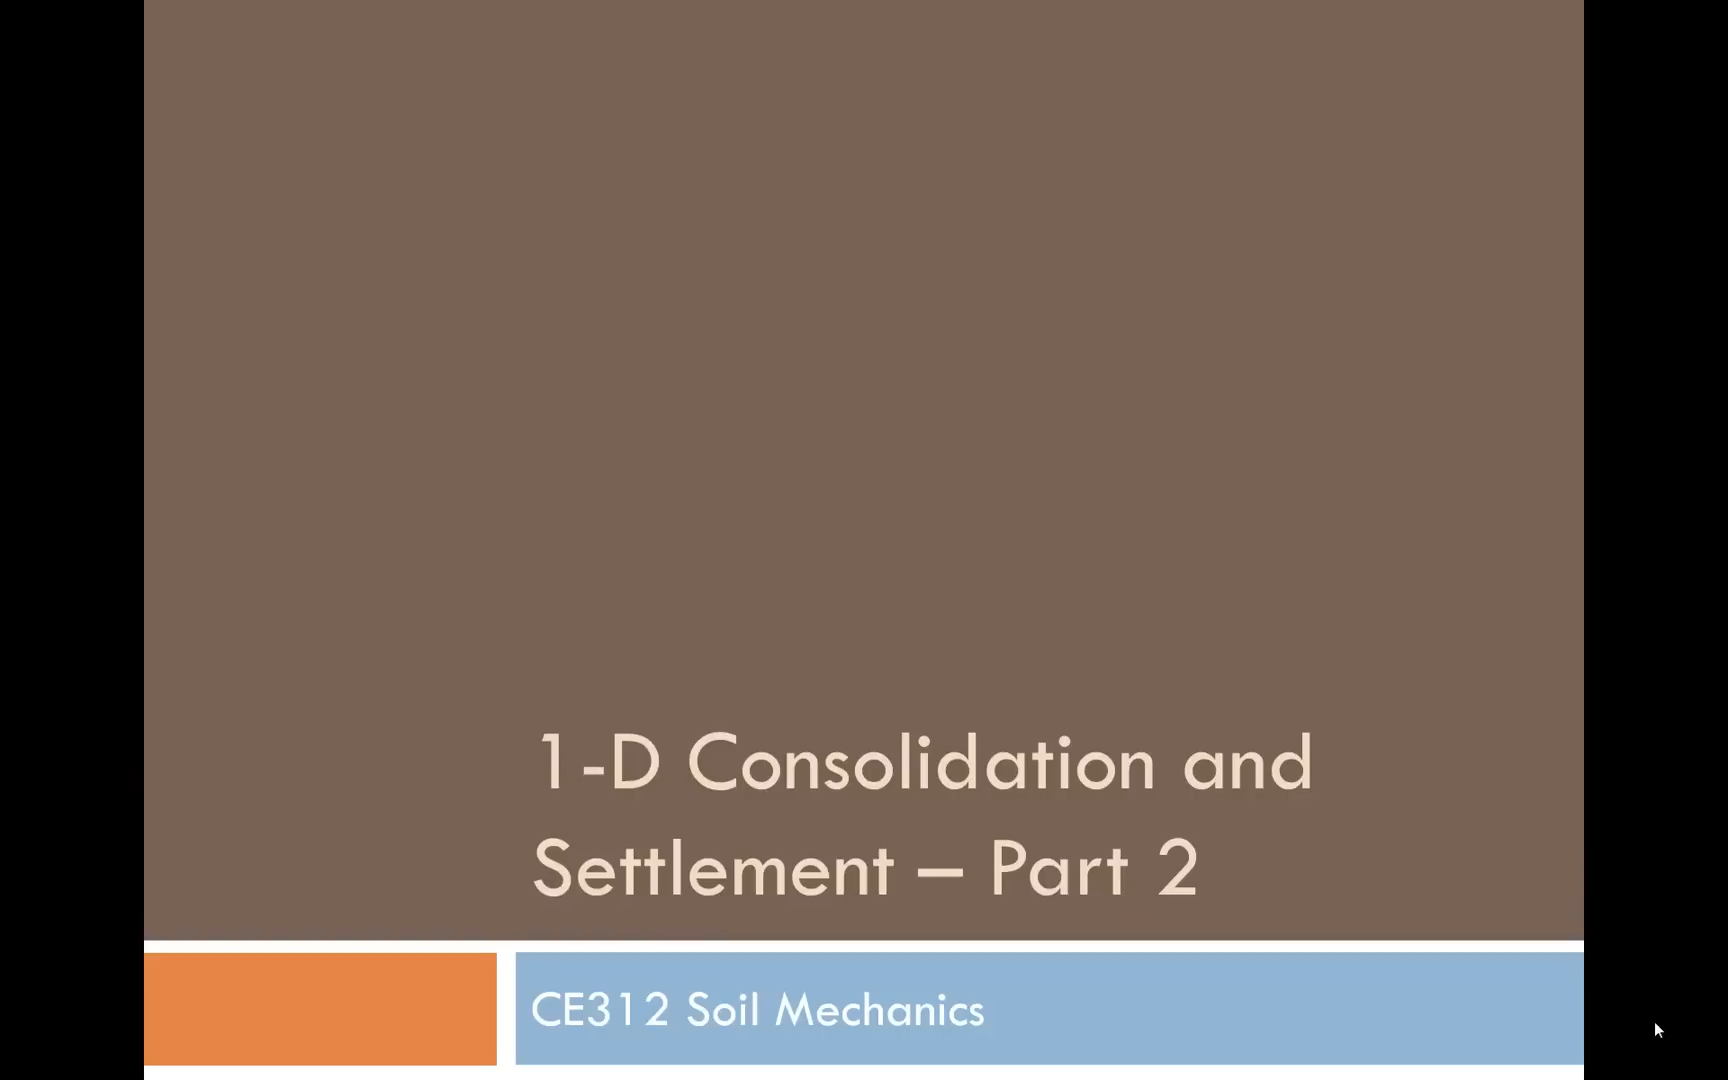 1-D Consolidation and
Settlement – Part 2
CE312 Soil Mechanics